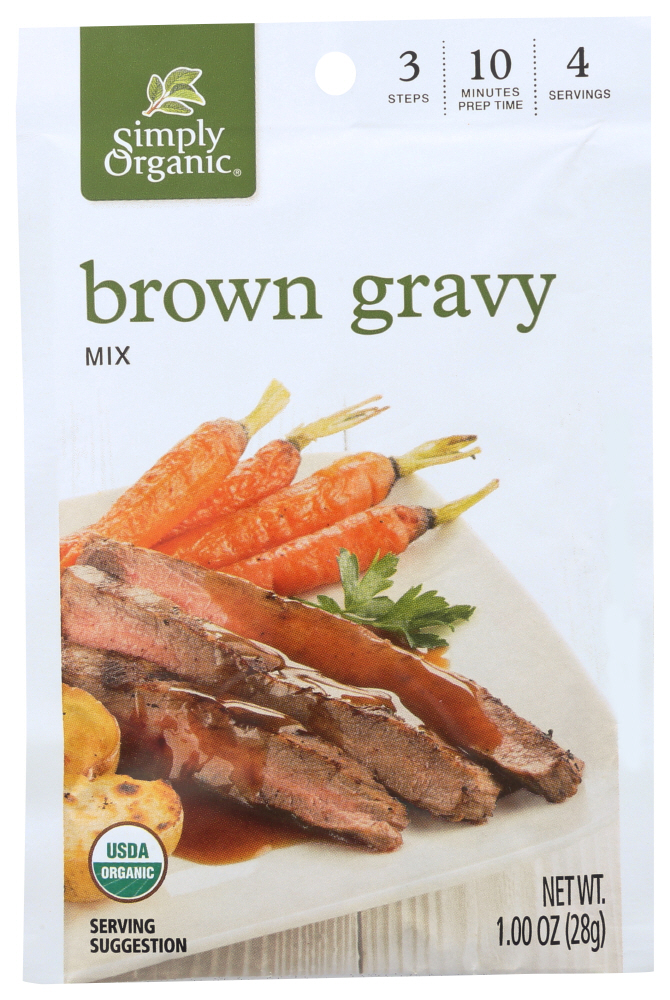 Simply
Organic®
3
STEPS
10
MINUTES
PREP TIME
4
SERVINGS
brown gravy
MIX
USDA
ORGANIC
SERVING
SUGGESTION
NET WT.
1.00 OZ (28g)